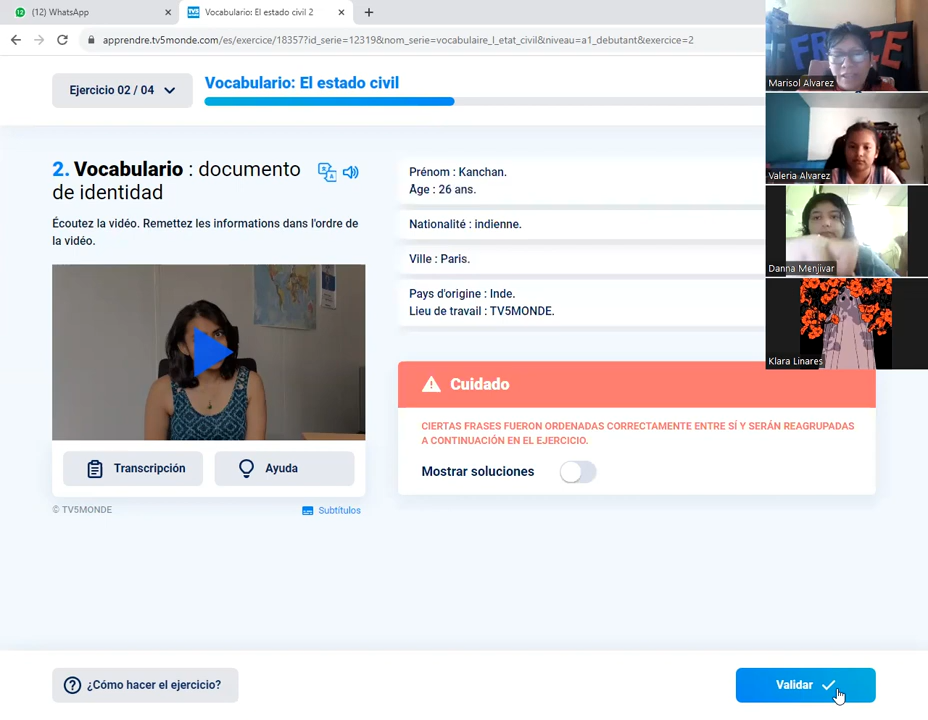 (12) WhatsApp
Vocabulario: El estado civil 2
apprendre.tv5monde.com/es/exercice/18357?id_serie=12319&nom_serie=vocabulaire_l_etat_civil&niveau=a1_debutant&exercice=2
Ejercicio 02 / 04
Vocabulario: El estado civil
2. Vocabulario : documento
de identidad
Écoutez la vidéo. Remettez les informations dans l'ordre de
la vidéo.
Transcripción
Ayuda
© TV5MONDE
Subtítulos
Prénom : Kanchan.
Âge : 26 ans.
Nationalité : indienne.
Ville : Paris.
Pays d'origine : Inde.
Lieu de travail : TV5MONDE.
Cuidado
CIERTAS FRASES FUERON ORDENADAS CORRECTAMENTE ENTRE SÍ Y SERÁN REAGRUPADAS
A CONTINUACIÓN EN EL EJERCICIO.
Mostrar soluciones
¿Cómo hacer el ejercicio?
Validar
Marisol Alvarez
Valeria Alvarez
Danna Menjivar
Klara Linares